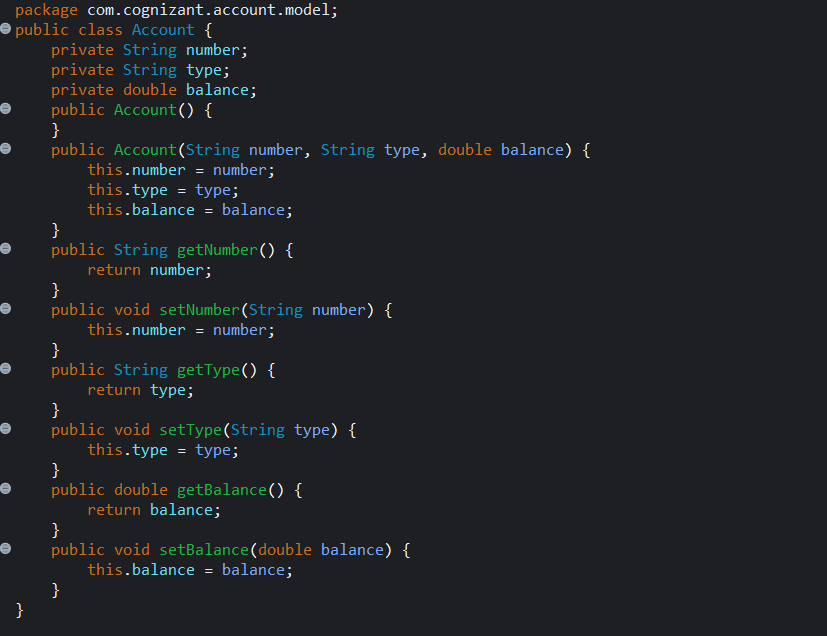 package com.cognizant.account.model;
public class Account {
    private String number;
    private String type;
    private double balance;
    public Account() {
    }
    public Account(String number, String type, double balance) {
        this.number = number;
        this.type = type;
        this.balance = balance;
    }
    public String getNumber() {
        return number;
    }
    public void setNumber(String number) {
        this.number = number;
    }
    public String getType() {
        return type;
    }
    public void setType(String type) {
        this.type = type;
    }
    public double getBalance() {
        return balance;
    }
    public void setBalance(double balance) {
        this.balance = balance;
    }
}